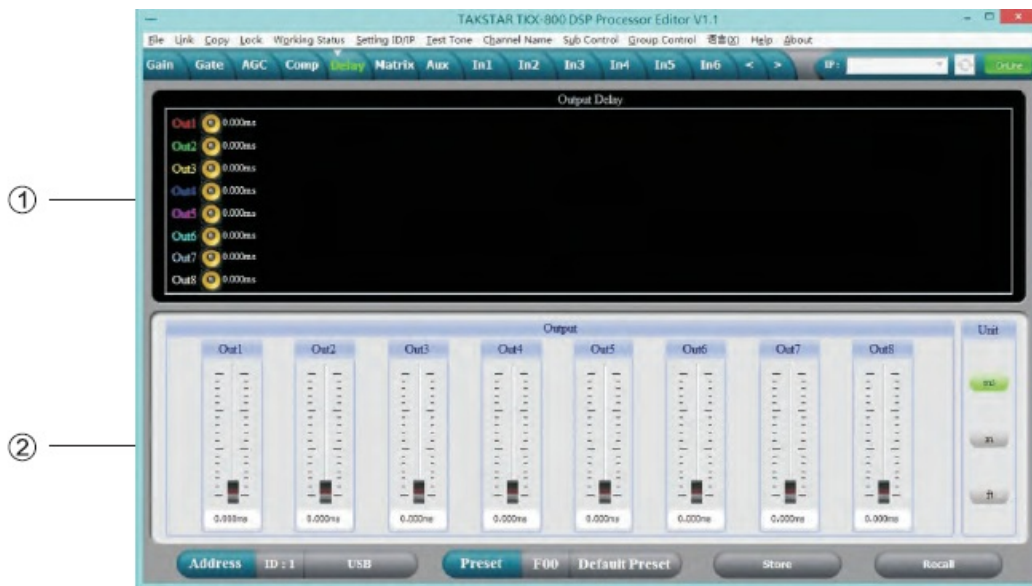 TAKSTAR TKX-800 DSP Processor Editor V1.1
File Link Copy Lock Working Status Setting ID/IP Test Tone Channel Name Sub Control Group Control 语言(X) Help About
Gain Gate AGC Comp Delay Matrix Aux In1 In2 In3 In4 In5 In6 < > IP: OnLine
Output Delay
Out1 0.000ms
Out2 0.000ms
Out3 0.000ms
①
Out4 0.000ms
Out5 0.000ms
Out6 0.000ms
Out7 0.000ms
Out8 0.000ms
Output Unit
Out1 Out2 Out3 Out4 Out5 Out6 Out7 Out8
ms
②
m
ft
0.000ms 0.000ms 0.000ms 0.000ms 0.000ms 0.000ms 0.000ms 0.000ms
Address ID : 1 USB Preset F00 Default Preset Store Recall